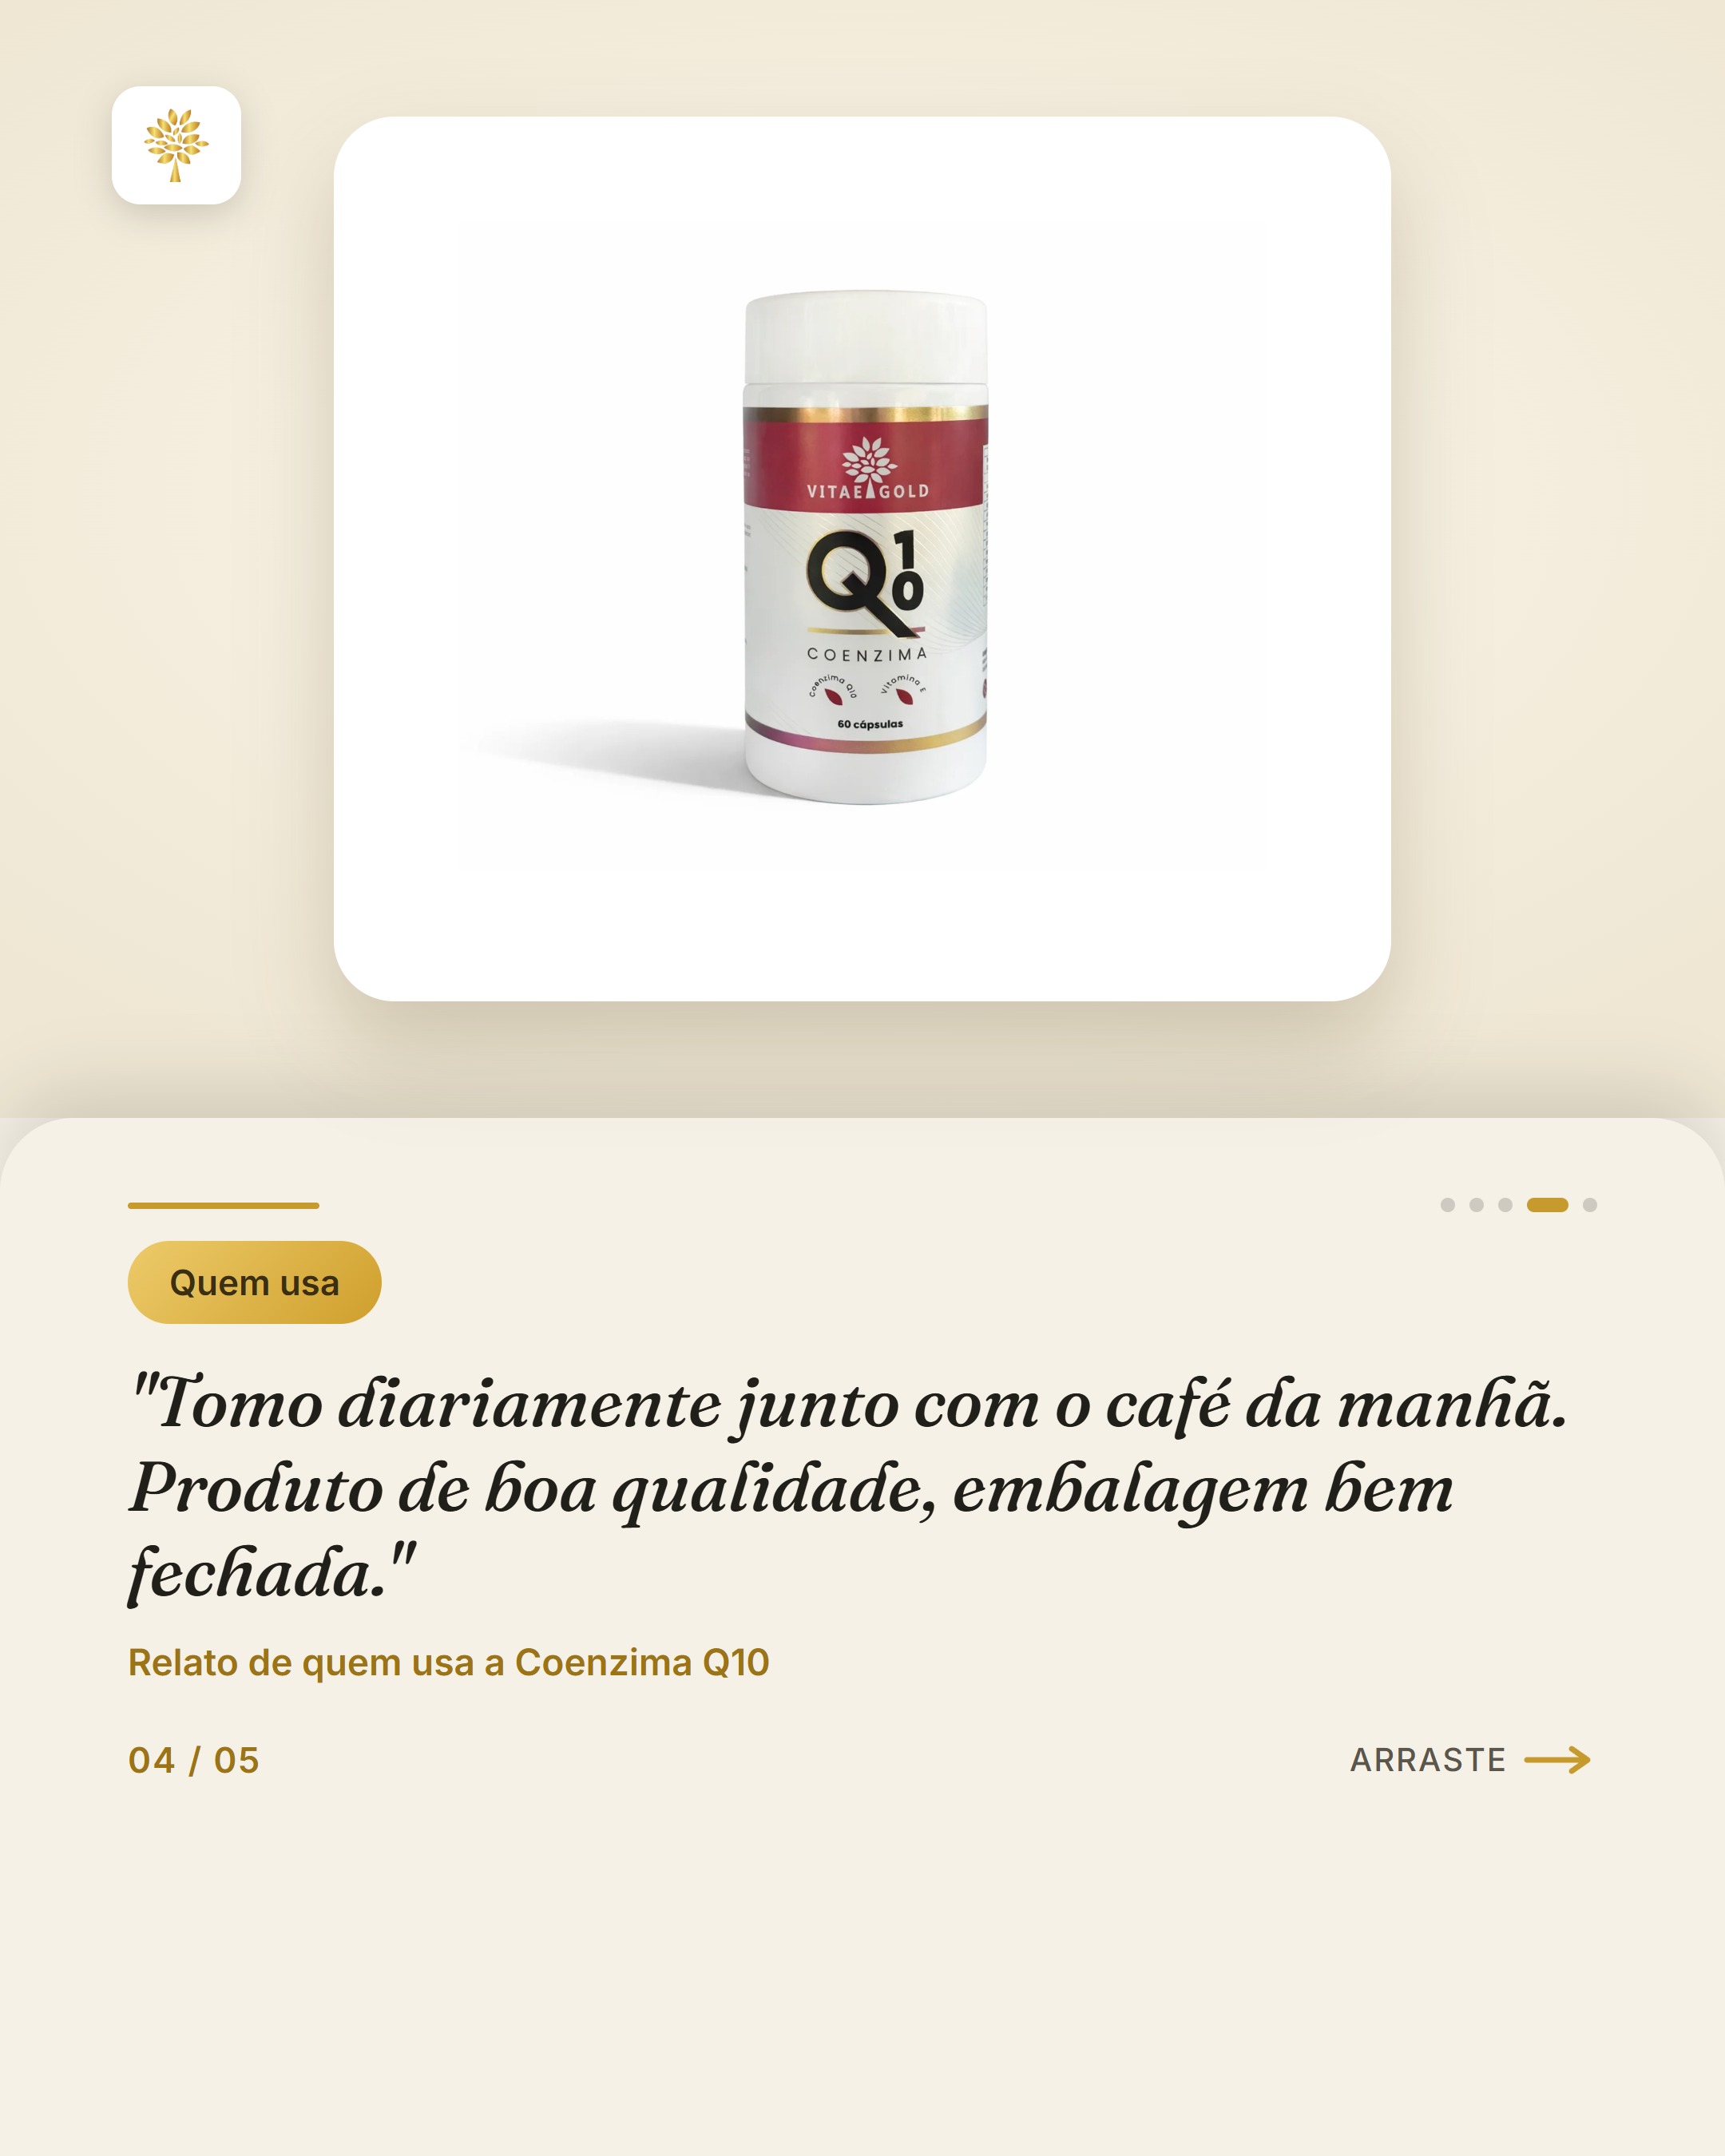 VITAE GOLD
Q10
COENZIMA
Coenzima Q10
Vitamina E
60 cápsulas
Quem usa
"Tomo diariamente junto com o café da manhã.
Produto de boa qualidade, embalagem bem
fechada."
Relato de quem usa a Coenzima Q10
04 / 05
ARRASTE